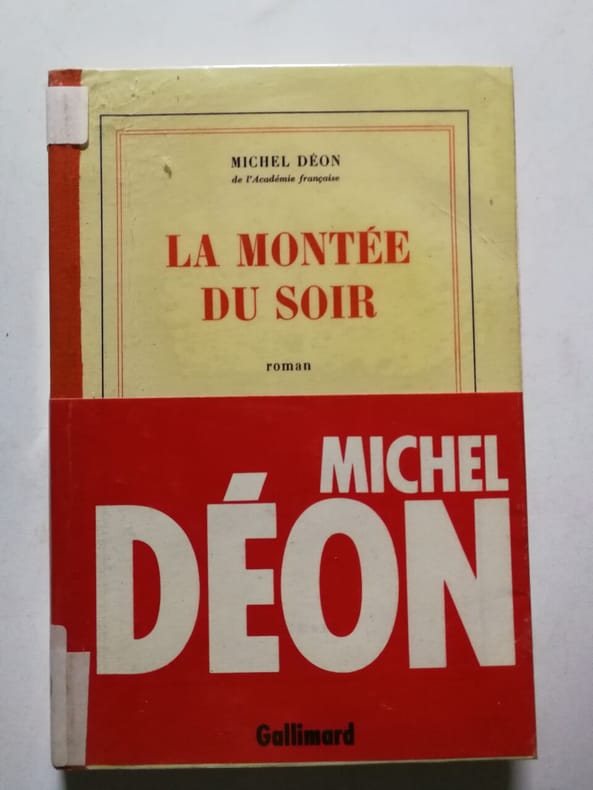 MICHEL DÉON
de l'Académie française
LA MONTÉE
DU SOIR
roman
MICHEL
DÉON
Gallimard